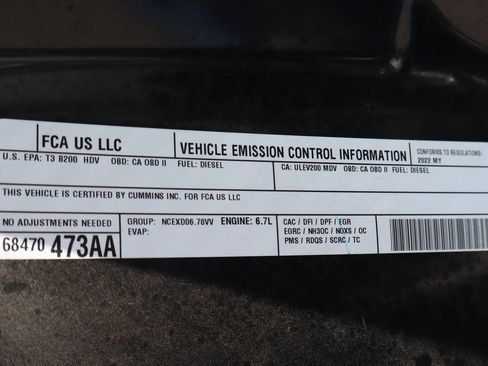 FCA US LLC
VEHICLE EMISSION CONTROL INFORMATION
CONFORMS TO REGULATIONS:
2022 MY
U.S. EPA: T3 B200 HDV OBD: CA OBD II FUEL: DIESEL
CA: ULEV200 MDV OBD: CA OBD II FUEL: DIESEL
THIS VEHICLE IS CERTIFIED BY CUMMINS INC. FOR FCA US LLC
NO ADJUSTMENTS NEEDED
68470 473AA
GROUP: NCEXD06.78VV ENGINE: 6.7L
EVAP:
CAC / DFI / DPF / EGR
EGRC / NH3OC / NOXS / OC
PMS / RDQS / SCRC / TC